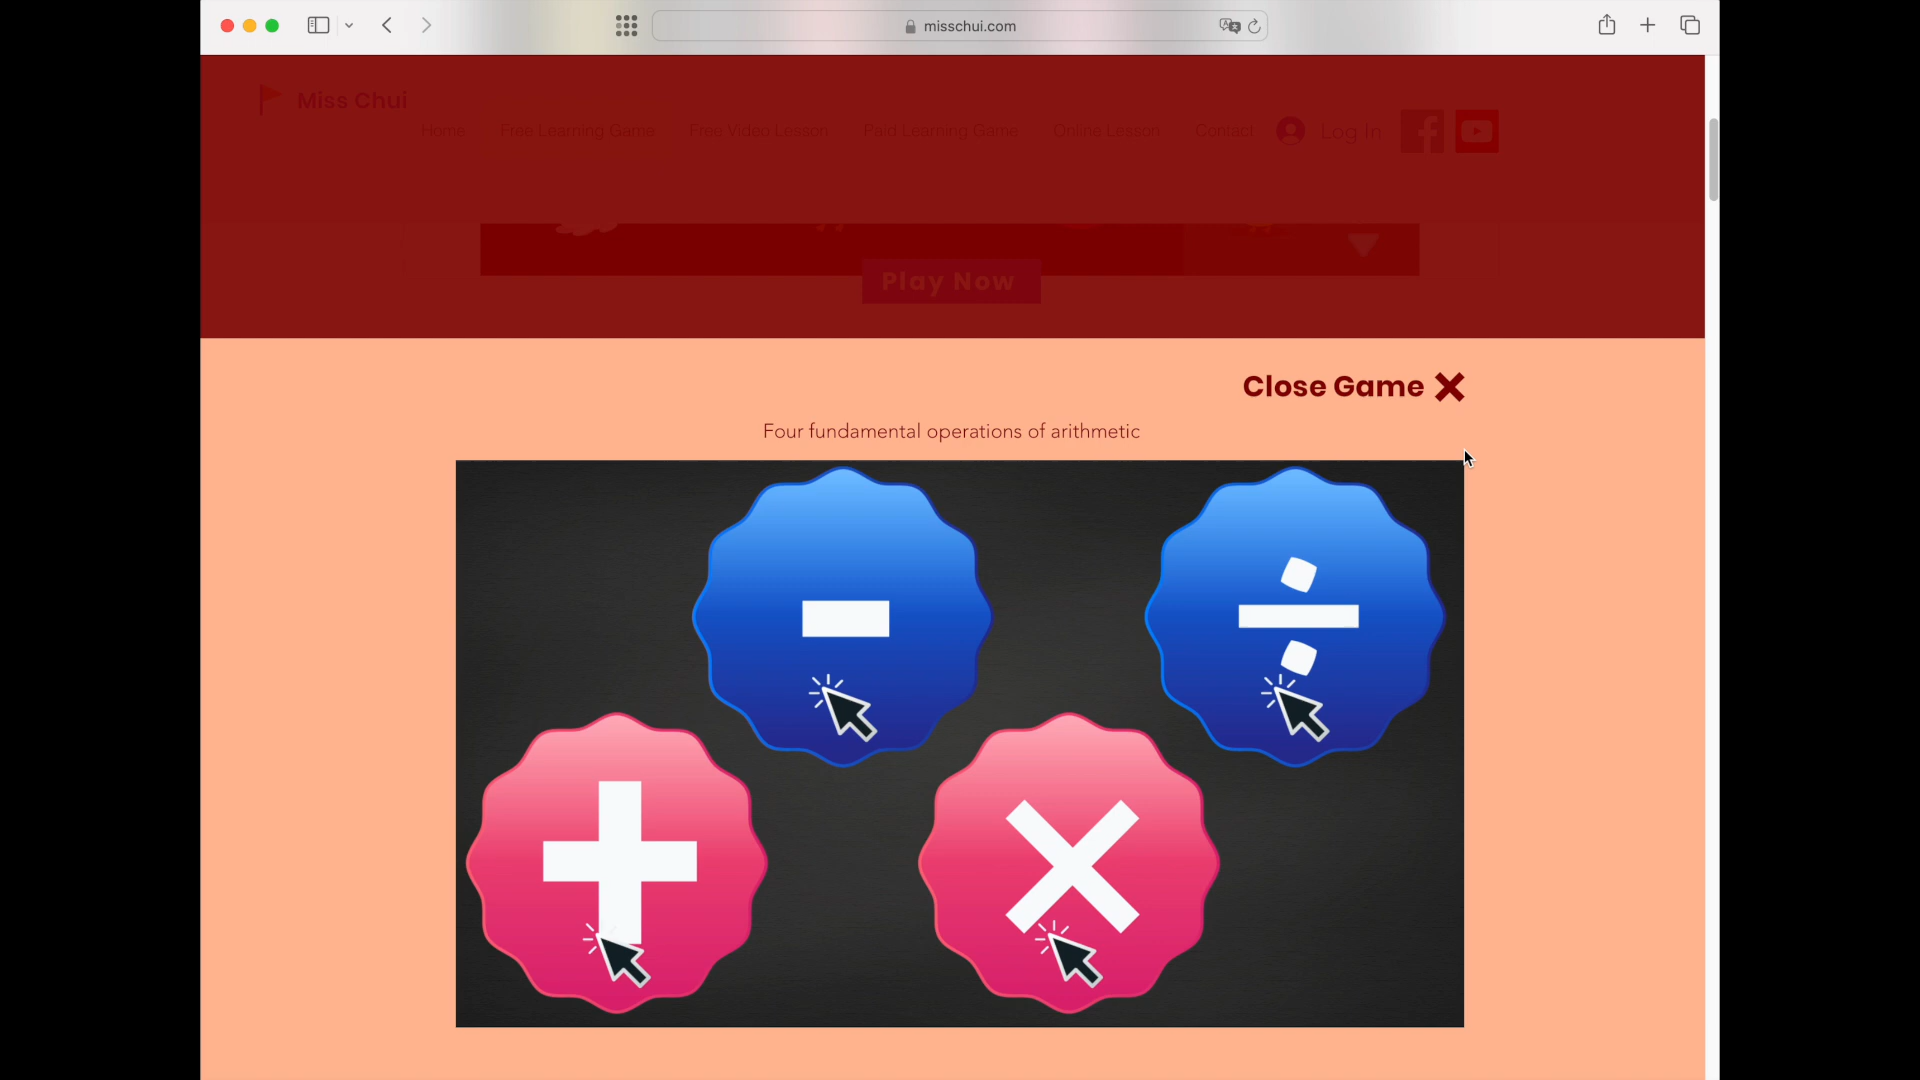 misschui.com
Miss Chui
Home Free Learning Game Free Video Lesson Paid Learning Game Online Lesson Contact Log In
Play Now
Close Game
Four fundamental operations of arithmetic